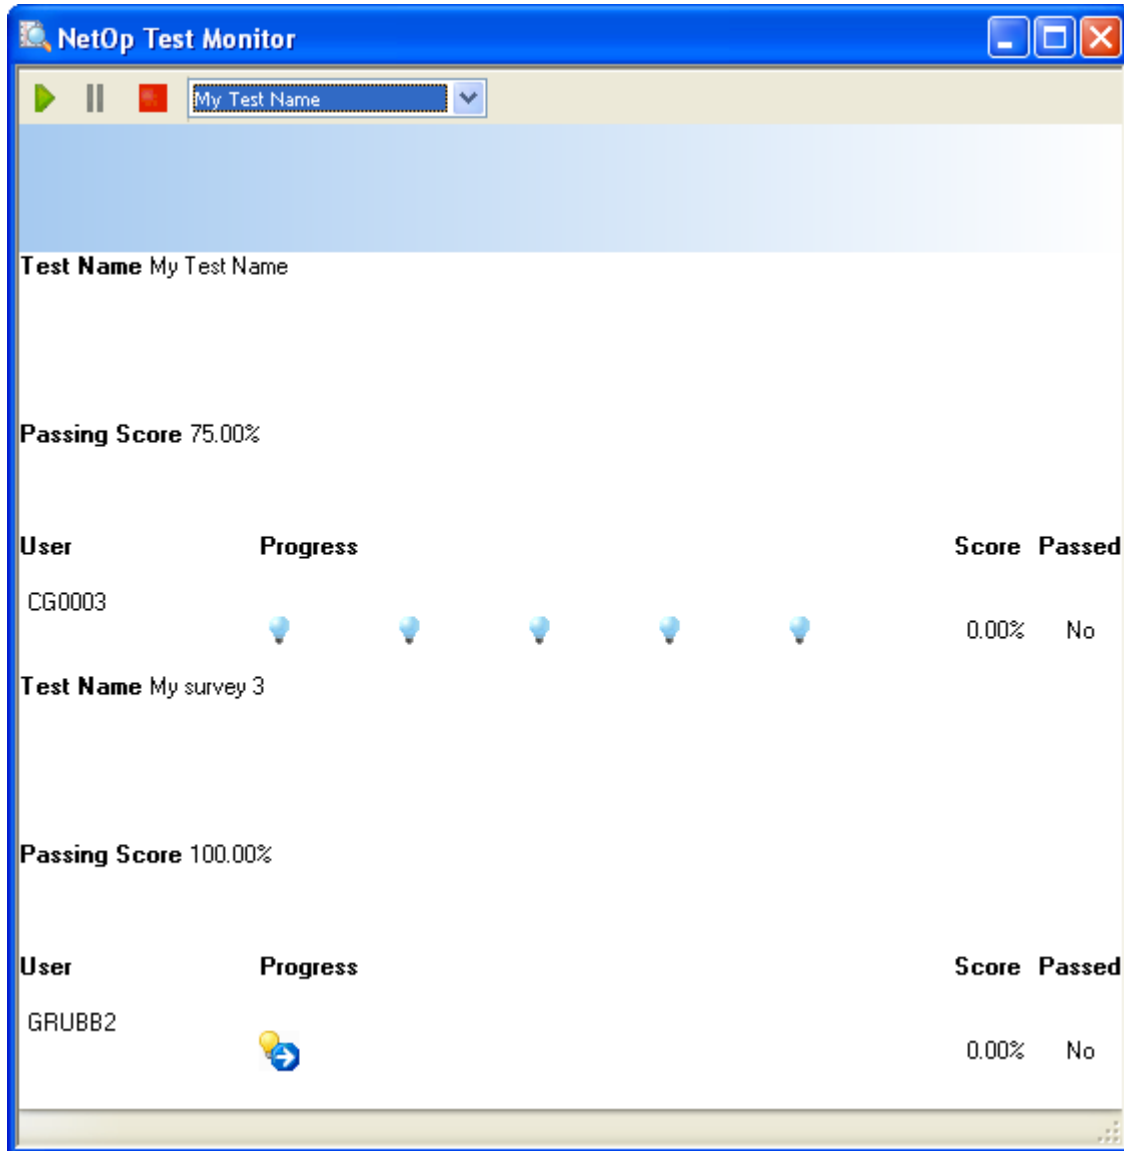 NetOp Test Monitor
My Test Name
Test Name My Test Name
Passing Score 75.00%
User Progress Score Passed
CG0003
0.00% No
Test Name My survey 3
Passing Score 100.00%
User Progress Score Passed
GRUBB2
0.00% No